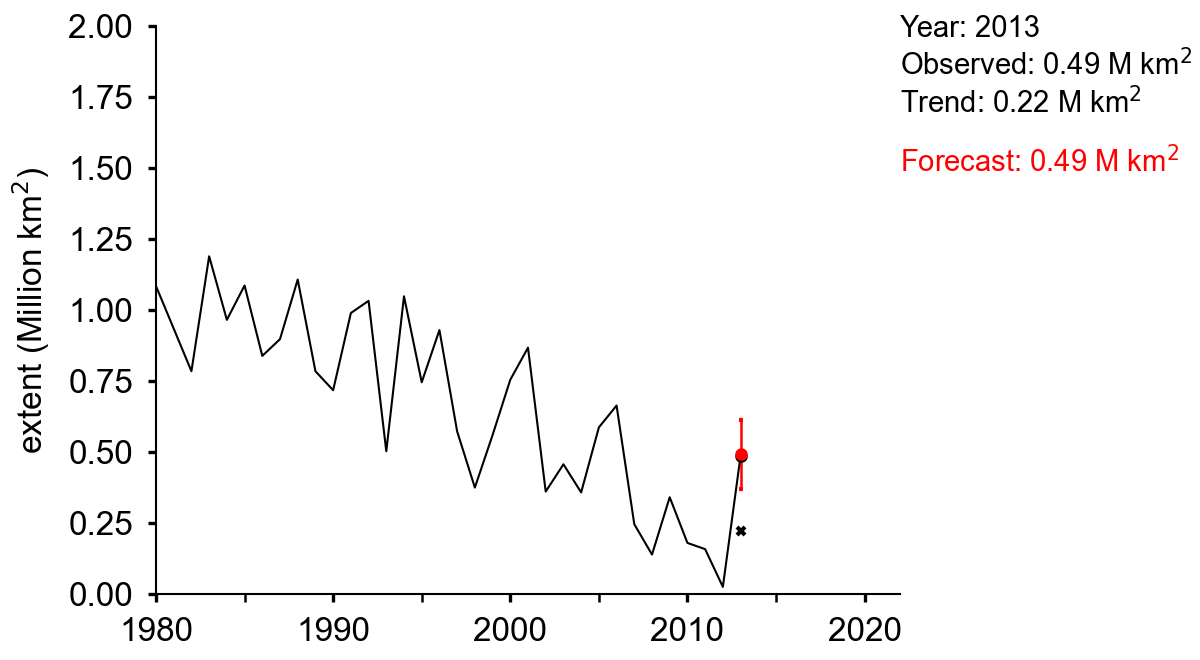 Year: 2013
Observed: 0.49 M km²
Trend: 0.22 M km²
Forecast: 0.49 M km²
extent (Million km²)
2.00
1.75
1.50
1.25
1.00
0.75
0.50
0.25
0.00
1980 1990 2000 2010 2020